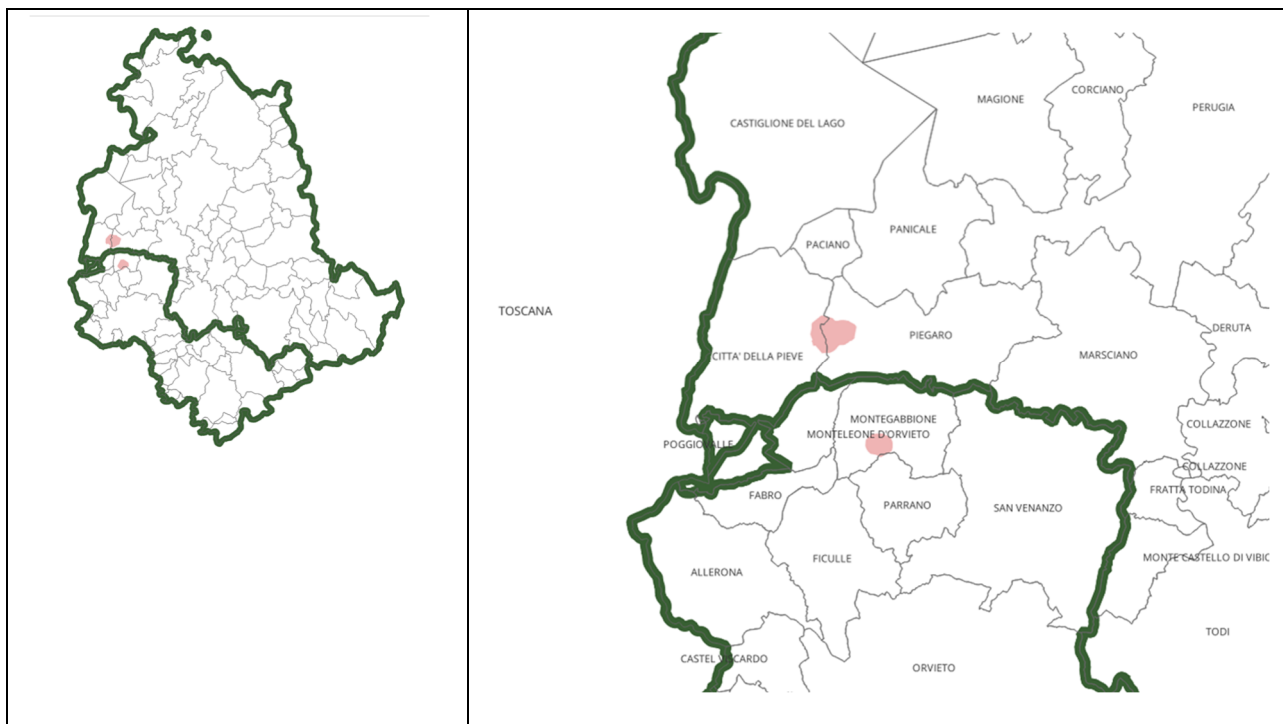 MAGIONE
CORCIANO
PERUGIA
CASTIGLIONE DEL LAGO
PACIANO
PANICALE
TOSCANA
PIEGARO
DERUTA
CITTA' DELLA PIEVE
MARSCIANO
MONTEGABBIONE
COLLAZZONE
MONTELEONE D'ORVIETO
POGGIOVALLE
COLLAZZONE
FABRO
FRATTA TODINA
PARRANO
SAN VENANZO
FICULLE
MONTE CASTELLO DI VIBIO
ALLERONA
TODI
CASTEL VISCARDO
ORVIETO